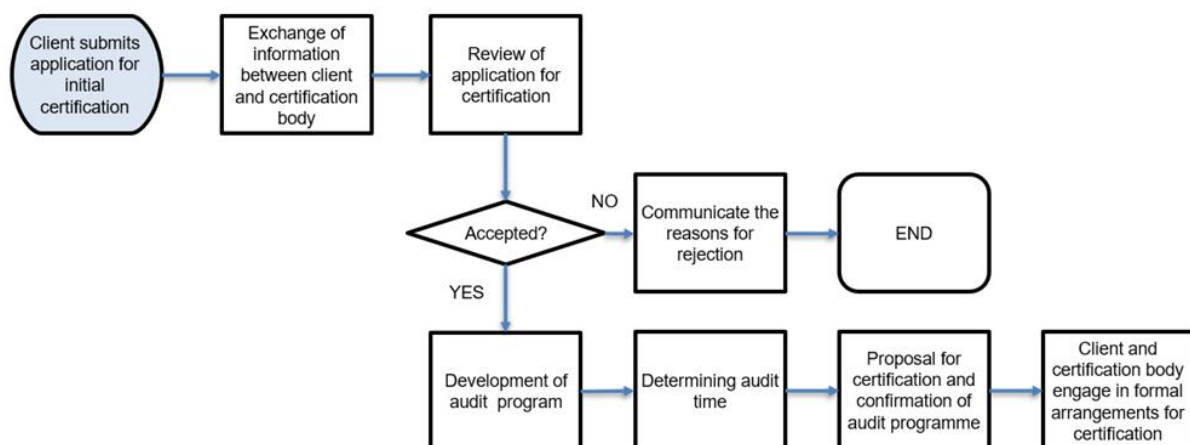 Client submits
application for
initial
certification
Exchange of
information
between client
and certification
body
Review of
application for
certification
Accepted?
NO
Communicate the
reasons for
rejection
END
YES
Development of
audit program
Determining audit
time
Proposal for
certification and
confirmation of
audit programme
Client and
certification body
engage in formal
arrangements for
certification